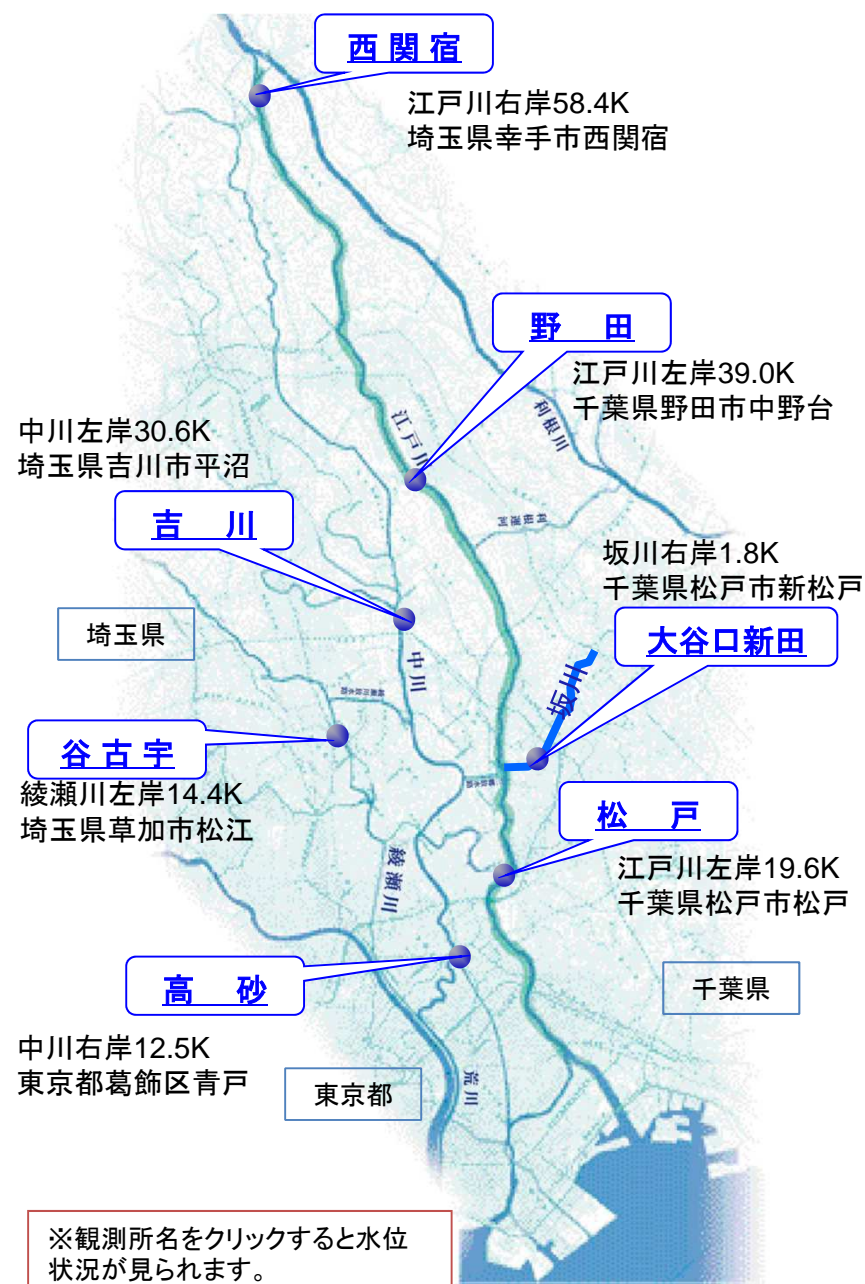 西関宿
江戸川右岸58.4K
埼玉県幸手市西関宿
野　田
江戸川左岸39.0K
千葉県野田市中野台
利根川
江戸川
中川左岸30.6K
埼玉県吉川市平沼
吉　川
利根運河
坂川右岸1.8K
千葉県松戸市新松戸
大谷口新田
埼玉県
中川
坂川
谷古宇
綾瀬川左岸14.4K
埼玉県草加市松江
松　戸
江戸川左岸19.6K
千葉県松戸市松戸
綾瀬川
高　砂
千葉県
中川右岸12.5K
東京都葛飾区青戸
東京都
荒川
※観測所名をクリックすると水位
状況が見られます。